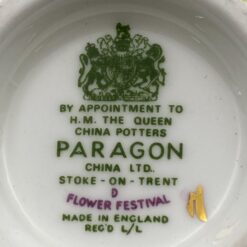 BY APPOINTMENT TO
H.M. THE QUEEN
CHINA POTTERS
PARAGON
CHINA LTD..
STOKE-ON-TRENT
D
FLOWER FESTIVAL
MADE IN ENGLAND
REG'D L/L